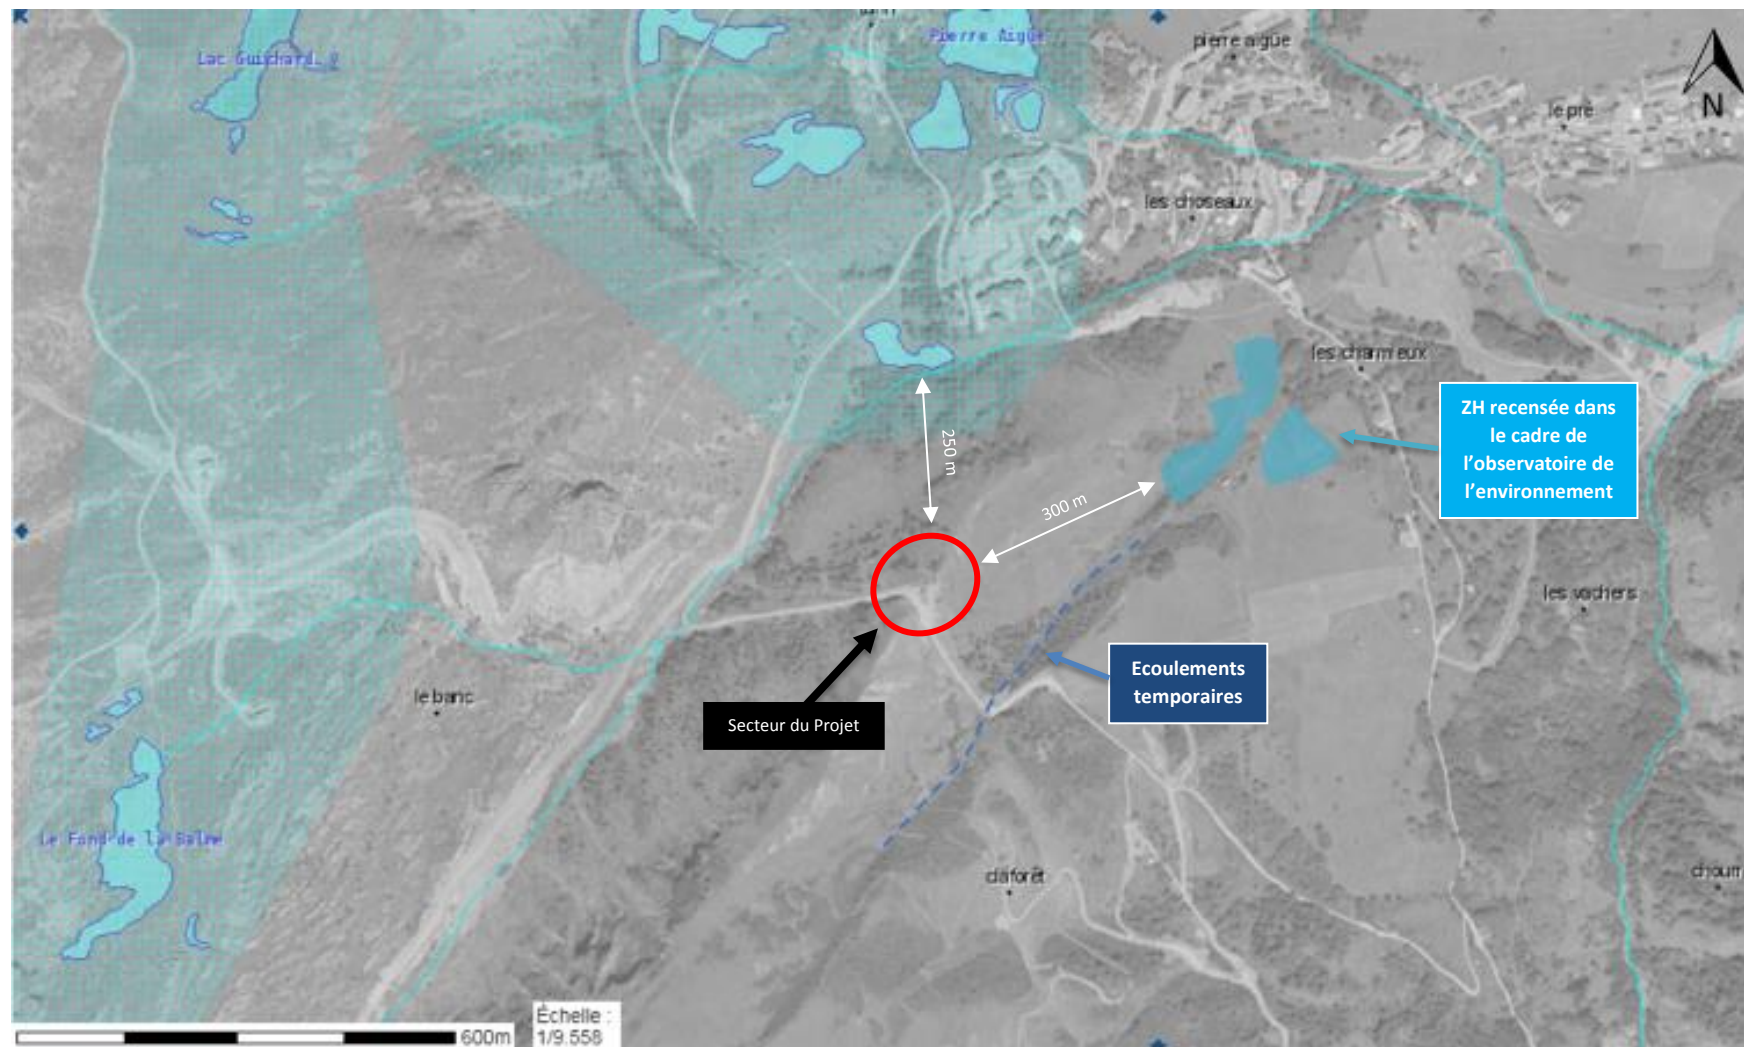 Lac Guichard
Pierre Aigüe
pierre aigüe
N
le pré
les choseaux
les charmieux
ZH recensée dans
le cadre de
l'observatoire de
l'environnement
250 m
300 m
les vachers
Ecoulements
temporaires
le banc
Secteur du Projet
Le Fond de la Balme
claforêt
Échelle :
600m
1/9.558